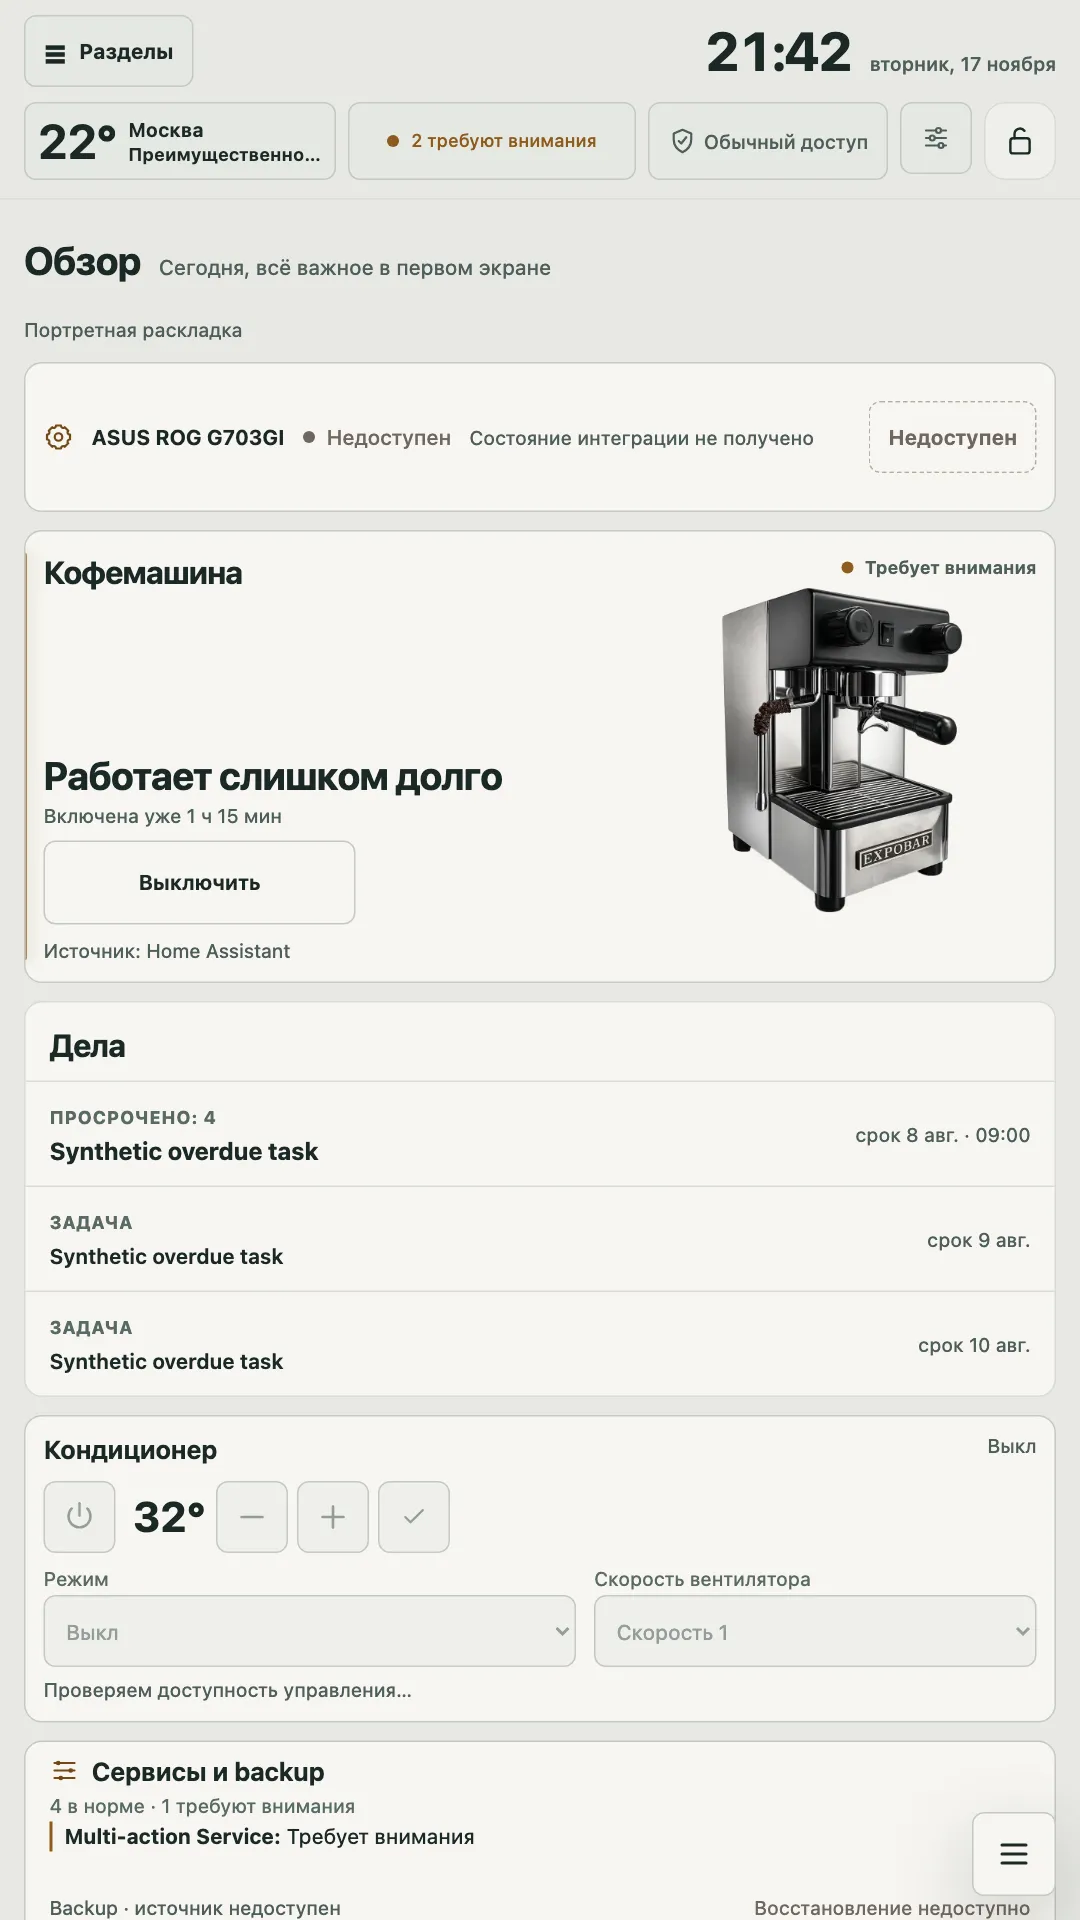 Разделы
21:42 вторник, 17 ноября
22° Москва
Преимущественно...
2 требуют внимания
Обычный доступ
Обзор Сегодня, всё важное в первом экране
Портретная раскладка
ASUS ROG G703GI Недоступен Состояние интеграции не получено Недоступен
Кофемашина
Требует внимания
EXPOBAR
Работает слишком долго
Включена уже 1 ч 15 мин
Выключить
Источник: Home Assistant
Дела
ПРОСРОЧЕНО: 4
Synthetic overdue task
срок 8 авг. · 09:00
ЗАДАЧА
Synthetic overdue task
срок 9 авг.
ЗАДАЧА
Synthetic overdue task
срок 10 авг.
Кондиционер
Выкл
32°
Режим
Скорость вентилятора
Выкл
Скорость 1
Проверяем доступность управления...
Сервисы и backup
4 в норме · 1 требуют внимания
Multi-action Service: Требует внимания
Backup · источник недоступен
Восстановление недоступно